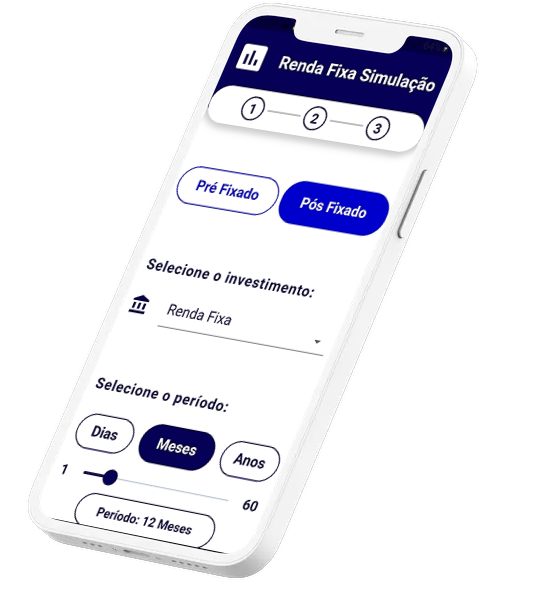 Renda Fixa Simulação
1 2 3
Pré Fixado Pós Fixado
Selecione o investimento:
Renda Fixa
Selecione o período:
Dias Meses Anos
1 60
Período: 12 Meses